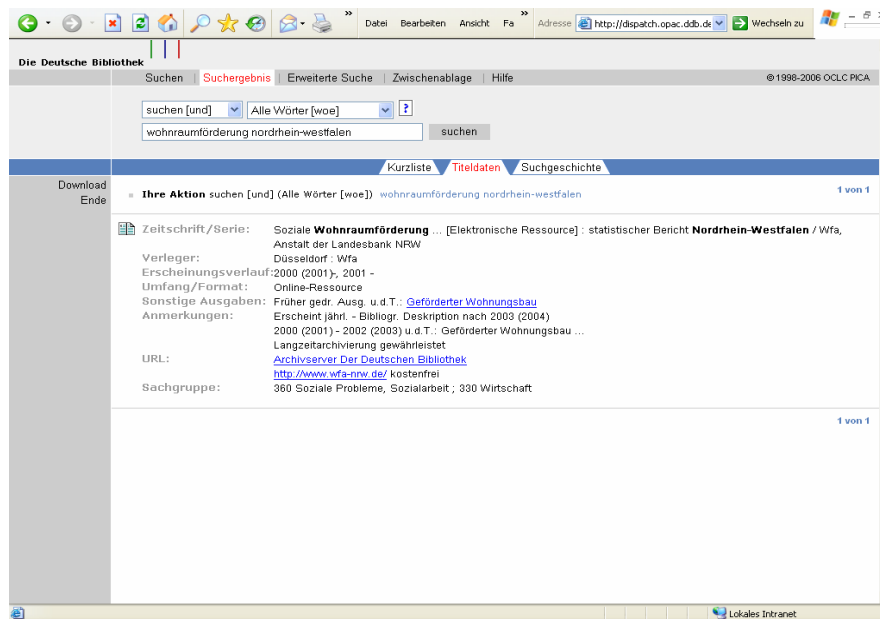 » Datei Bearbeiten Ansicht Fa » Adresse http://dispatch.opac.ddb.de Wechseln zu
Die Deutsche Bibliothek
Suchen | Suchergebnis | Erweiterte Suche | Zwischenablage | Hilfe © 1998-2006 OCLC PICA
suchen [und] Alle Wörter [woe] ?
wohnraumförderung nordrhein-westfalen suchen
Kurzliste Titeldaten Suchgeschichte
Download
Ende
Ihre Aktion suchen [und] (Alle Wörter [woe]) wohnraumförderung nordrhein-westfalen 1 von 1
Zeitschrift/Serie: Soziale Wohnraumförderung ... [Elektronische Ressource] : statistischer Bericht Nordrhein-Westfalen / Wfa,
Anstalt der Landesbank NRW
Verleger: Düsseldorf : Wfa
Erscheinungsverlauf: 2000 (2001)-, 2001 -
Umfang/Format: Online-Ressource
Sonstige Ausgaben: Früher gedr. Ausg. u.d.T.: Geförderter Wohnungsbau
Anmerkungen: Erscheint jährl. - Bibliogr. Deskription nach 2003 (2004)
2000 (2001) - 2002 (2003) u.d.T.: Geförderter Wohnungsbau ...
Langzeitarchivierung gewährleistet
URL: Archivserver Der Deutschen Bibliothek
http://www.wfa-nrw.de/ kostenfrei
Sachgruppe: 360 Soziale Probleme, Sozialarbeit ; 330 Wirtschaft
1 von 1
Lokales Intranet